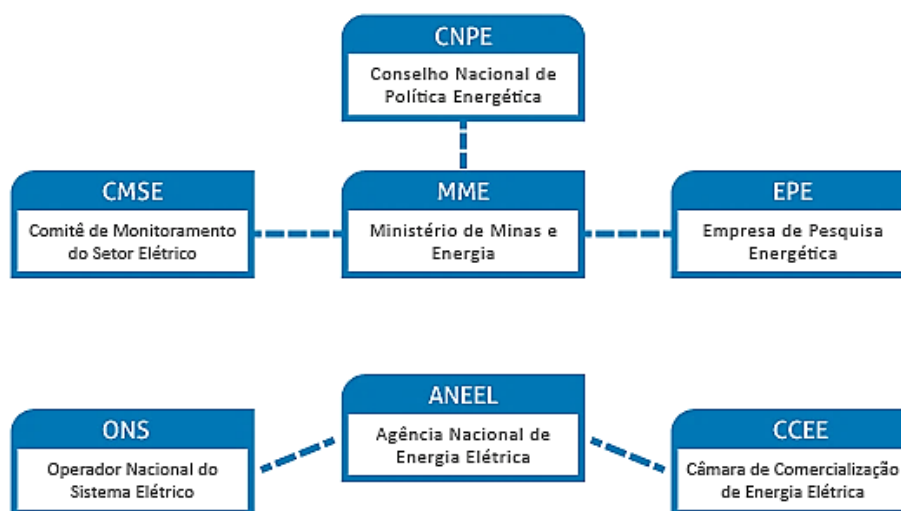 CNPE
Conselho Nacional de
Política Energética
CMSE
Comitê de Monitoramento
do Setor Elétrico
MME
Ministério de Minas e
Energia
EPE
Empresa de Pesquisa
Energética
ONS
Operador Nacional do
Sistema Elétrico
ANEEL
Agência Nacional de
Energia Elétrica
CCEE
Câmara de Comercialização
de Energia Elétrica